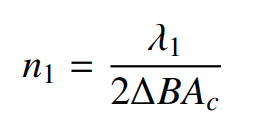 n₁ = λ₁ / 2ΔBA_c